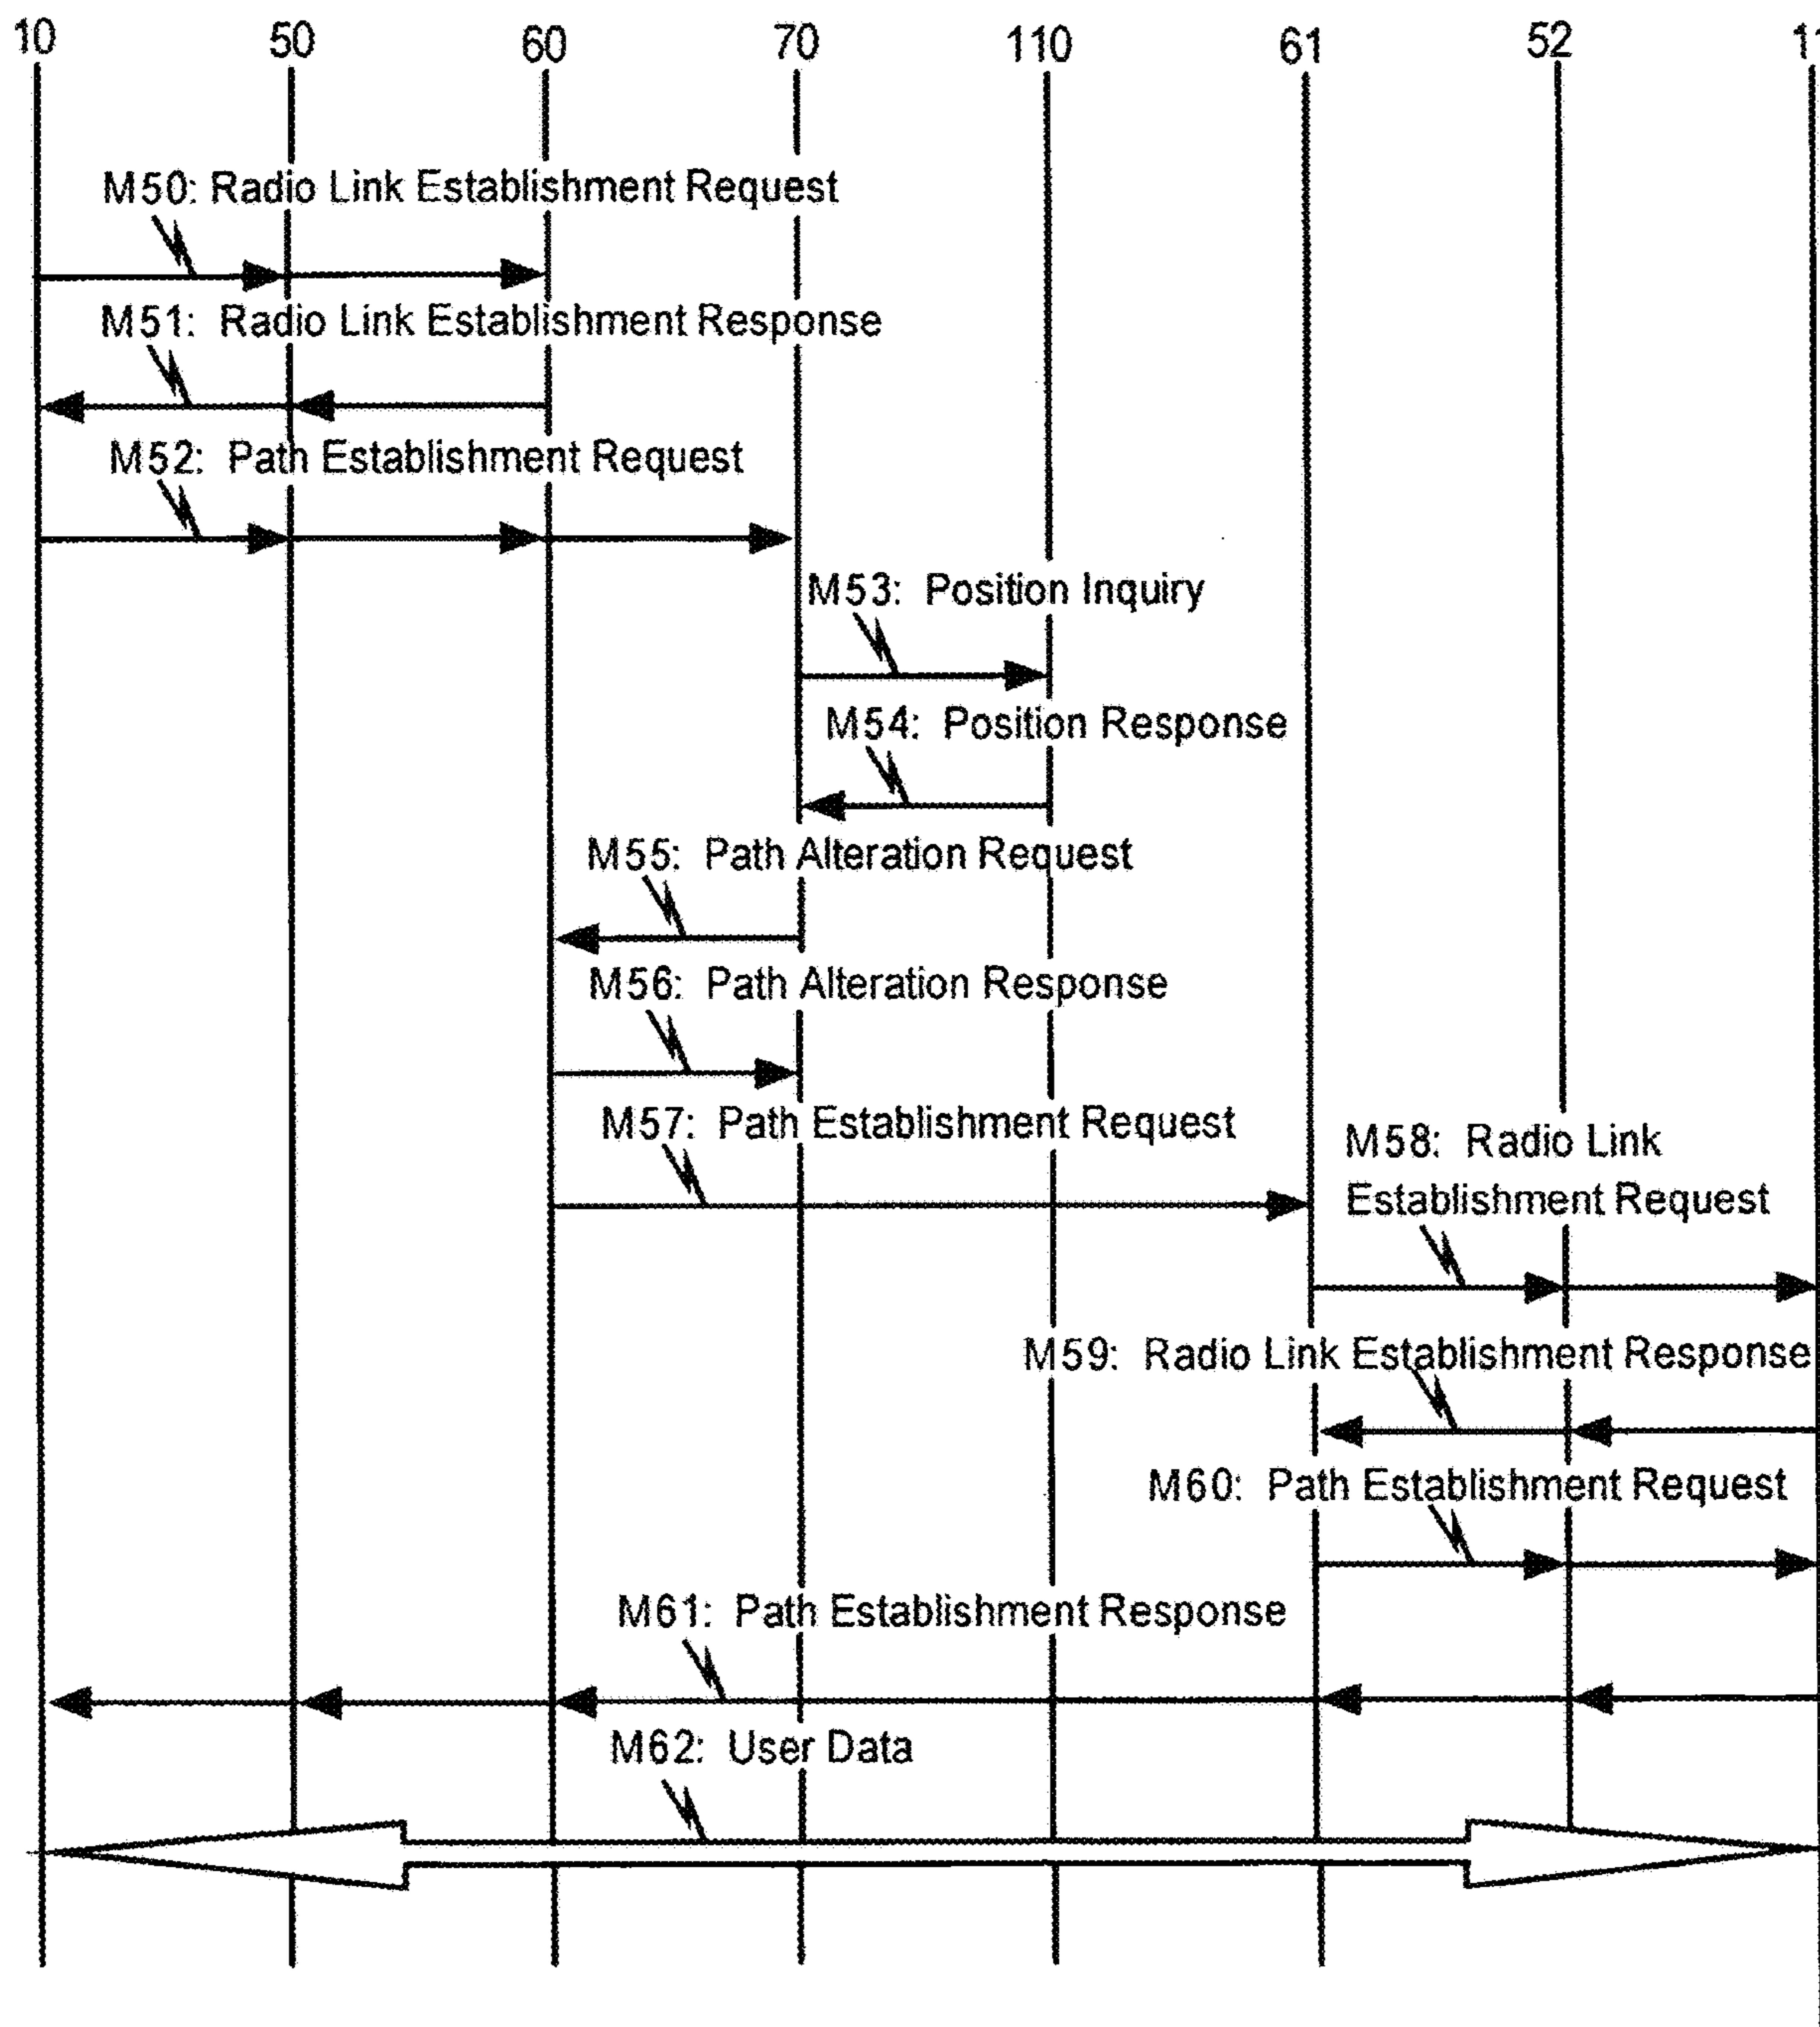 10 50 60 70 110 61 52 11
M50: Radio Link Establishment Request
M51: Radio Link Establishment Response
M52: Path Establishment Request
M53: Position Inquiry
M54: Position Response
M55: Path Alteration Request
M56: Path Alteration Response
M57: Path Establishment Request
M58: Radio Link
Establishment Request
M59: Radio Link Establishment Response
M60: Path Establishment Request
M61: Path Establishment Response
M62: User Data